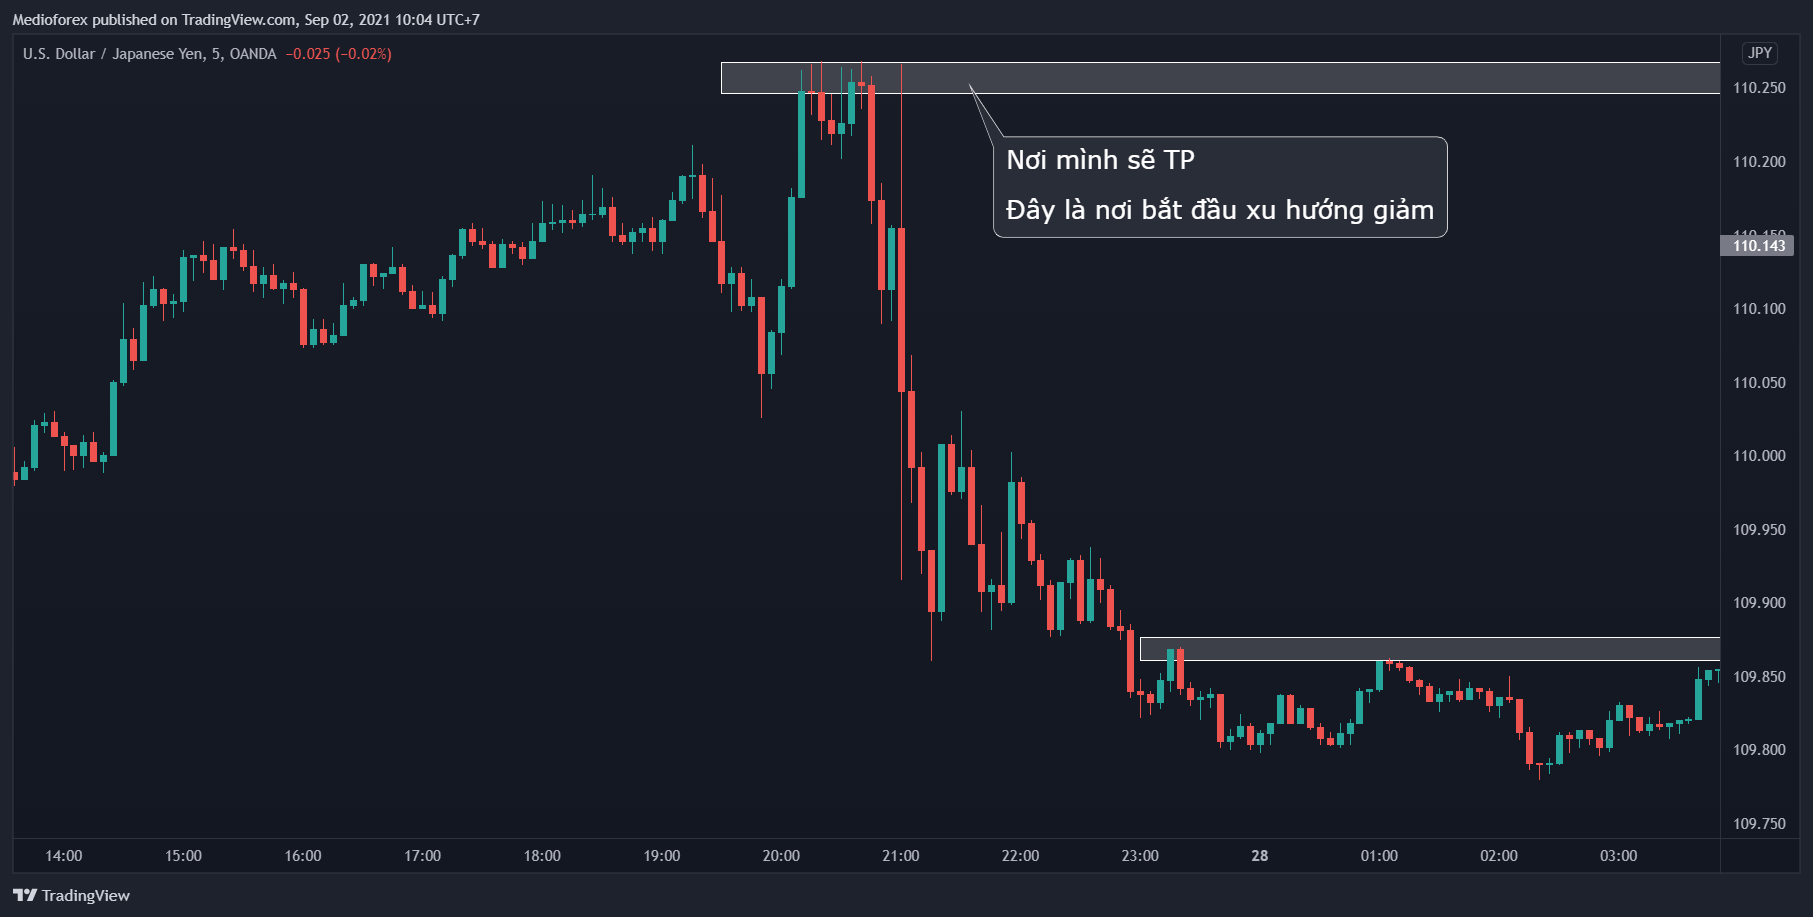 Medioforex published on TradingView.com, Sep 02, 2021 10:04 UTC+7
U.S. Dollar / Japanese Yen, 5, OANDA −0.025 (−0.02%)
JPY
110.250
Nơi mình sẽ TP
Đây là nơi bắt đầu xu hướng giảm
110.200
110.150
110.143
110.100
110.050
110.000
109.950
109.900
109.850
109.800
109.750
14:00 15:00 16:00 17:00 18:00 19:00 20:00 21:00 22:00 23:00 28 01:00 02:00 03:00
TradingView